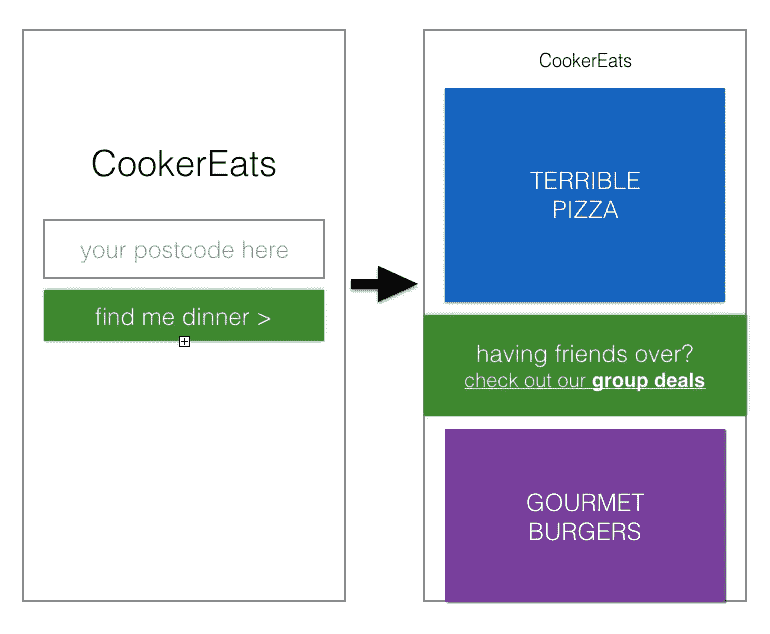 CookerEats
your postcode here
find me dinner >
CookerEats
TERRIBLE
PIZZA
having friends over?
check out our group deals
GOURMET
BURGERS